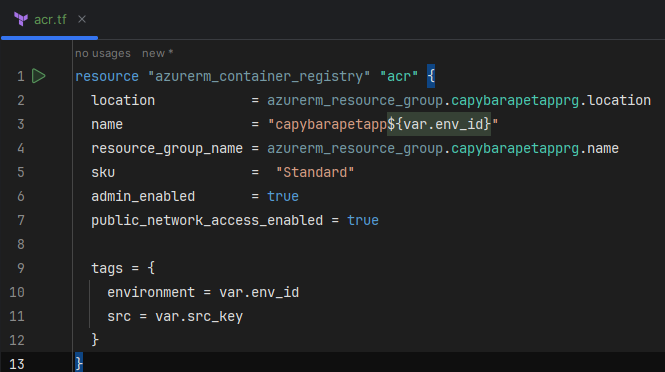 acr.tf ×
no usages new *
1 resource "azurerm_container_registry" "acr" {
2 location = azurerm_resource_group.capybarapetapprg.location
3 name = "capybarapetapp${var.env_id}"
4 resource_group_name = azurerm_resource_group.capybarapetapprg.name
5 sku =  "Standard"
6 admin_enabled = true
7 public_network_access_enabled = true
8
9 tags = {
10 environment = var.env_id
11 src = var.src_key
12 }
13 }